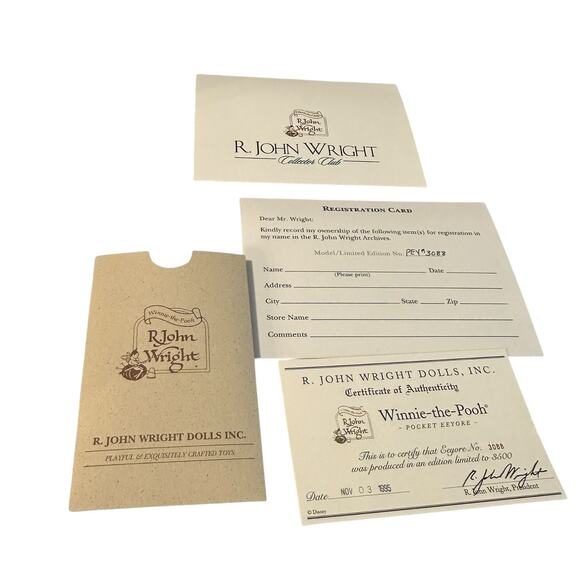 R John
Wright
R. JOHN WRIGHT
Collector Club
REGISTRATION CARD
Dear Mr. Wright:
Kindly record my ownership of the following item(s) for registration in
my name in the R. John Wright Archives.
Model/Limited Edition No. PEY# 3088
Name Date
(Please print)
Address
City State Zip
Store Name
Comments
Winnie-the-Pooh
R John
Wright
R. JOHN WRIGHT DOLLS INC.
PLAYFUL & EXQUISITELY CRAFTED TOYS
R. JOHN WRIGHT DOLLS, INC.
Certificate of Authenticity
R John
Wright
Winnie-the-Pooh®
- POCKET EEYORE -
This is to certify that Eeyore No. 3088
was produced in an edition limited to 3500
R. John Wright
Date NOV 03 1995
R. John Wright, President
© Disney